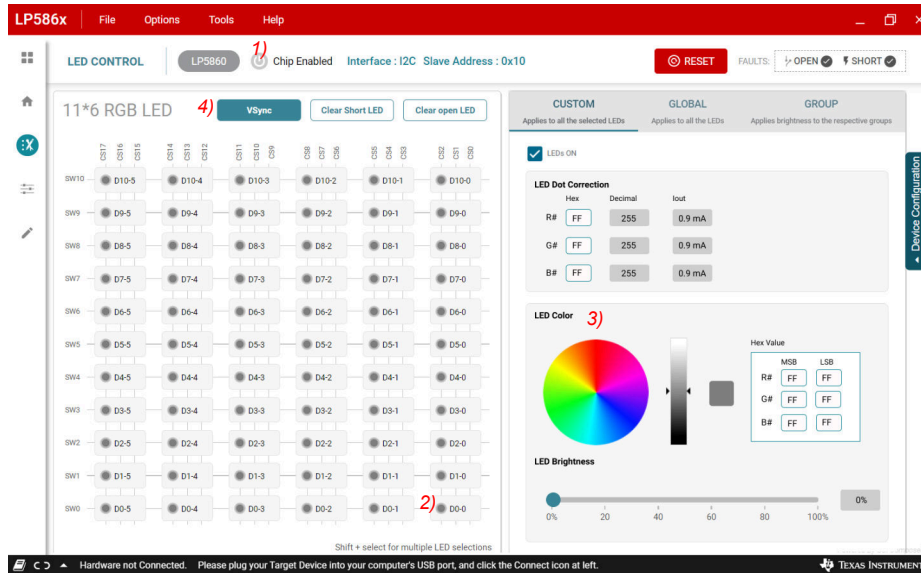 LP586x File Options Tools Help
LED CONTROL LP5860 1) Chip Enabled Interface : I2C Slave Address : 0x10 RESET FAULTS: OPEN SHORT
11*6 RGB LED 4) VSync Clear Short LED Clear open LED
CUSTOM GLOBAL GROUP
Applies to all the selected LEDs Applies to all the LEDs Applies brightness to the respective groups
CS17 CS16 CS15 CS14 CS13 CS12 CS11 CS10 CS9 CS8 CS7 CS6 CS5 CS4 CS3 CS2 CS1 CS0
SW10 D10-5 D10-4 D10-3 D10-2 D10-1 D10-0
SW9 D9-5 D9-4 D9-3 D9-2 D9-1 D9-0
SW8 D8-5 D8-4 D8-3 D8-2 D8-1 D8-0
SW7 D7-5 D7-4 D7-3 D7-2 D7-1 D7-0
SW6 D6-5 D6-4 D6-3 D6-2 D6-1 D6-0
SW5 D5-5 D5-4 D5-3 D5-2 D5-1 D5-0
SW4 D4-5 D4-4 D4-3 D4-2 D4-1 D4-0
SW3 D3-5 D3-4 D3-3 D3-2 D3-1 D3-0
SW2 D2-5 D2-4 D2-3 D2-2 D2-1 D2-0
SW1 D1-5 D1-4 D1-3 D1-2 D1-1 D1-0
SW0 D0-5 D0-4 D0-3 D0-2 D0-1 2) D0-0
Shift + select for multiple LED selections
LEDs ON
LED Dot Correction
Hex Decimal Iout
R# FF 255 0.9 mA
G# FF 255 0.9 mA
B# FF 255 0.9 mA
LED Color 3)
Hex Value
MSB LSB
R# FF FF
G# FF FF
B# FF FF
LED Brightness
0%
0% 20 40 60 80 100%
Device Configuration
Hardware not Connected. Please plug your Target Device into your computer's USB port, and click the Connect icon at left. TEXAS INSTRUMEN